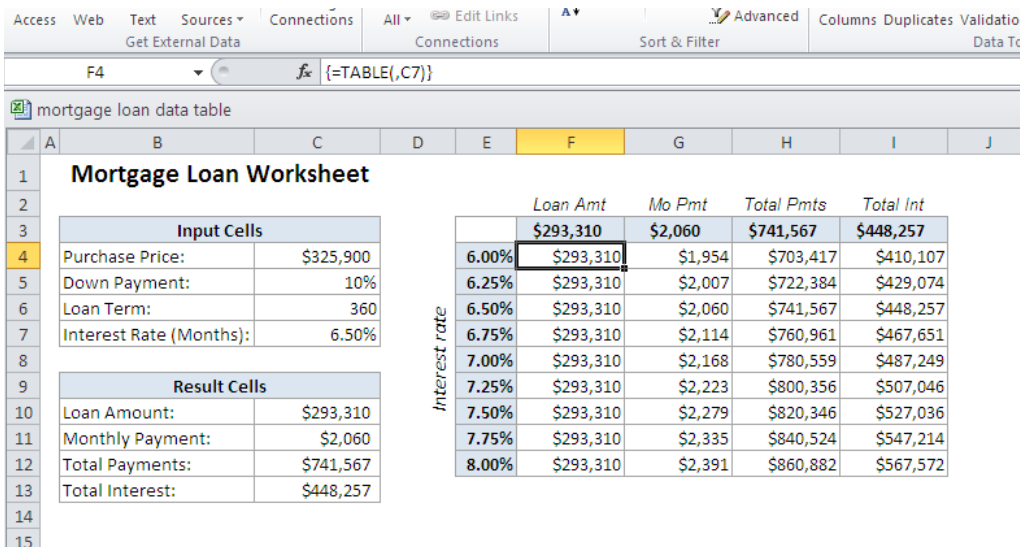 Access Web Text Sources Connections All Edit Links A Advanced Columns Duplicates Validatio
Get External Data Connections Sort & Filter Data To
F4 fx {=TABLE(,C7)}
mortgage loan data table
A B C D E F G H I J
1 Mortgage Loan Worksheet
2 Loan Amt Mo Pmt Total Pmts Total Int
3 Input Cells $293,310 $2,060 $741,567 $448,257
4 Purchase Price: $325,900 6.00% $293,310 $1,954 $703,417 $410,107
5 Down Payment: 10% 6.25% $293,310 $2,007 $722,384 $429,074
6 Loan Term: 360 6.50% $293,310 $2,060 $741,567 $448,257
7 Interest Rate (Months): 6.50% 6.75% $293,310 $2,114 $760,961 $467,651
8 7.00% $293,310 $2,168 $780,559 $487,249
9 Result Cells 7.25% $293,310 $2,223 $800,356 $507,046
10 Loan Amount: $293,310 7.50% $293,310 $2,279 $820,346 $527,036
11 Monthly Payment: $2,060 7.75% $293,310 $2,335 $840,524 $547,214
12 Total Payments: $741,567 8.00% $293,310 $2,391 $860,882 $567,572
13 Total Interest: $448,257
14
15
Interest rate